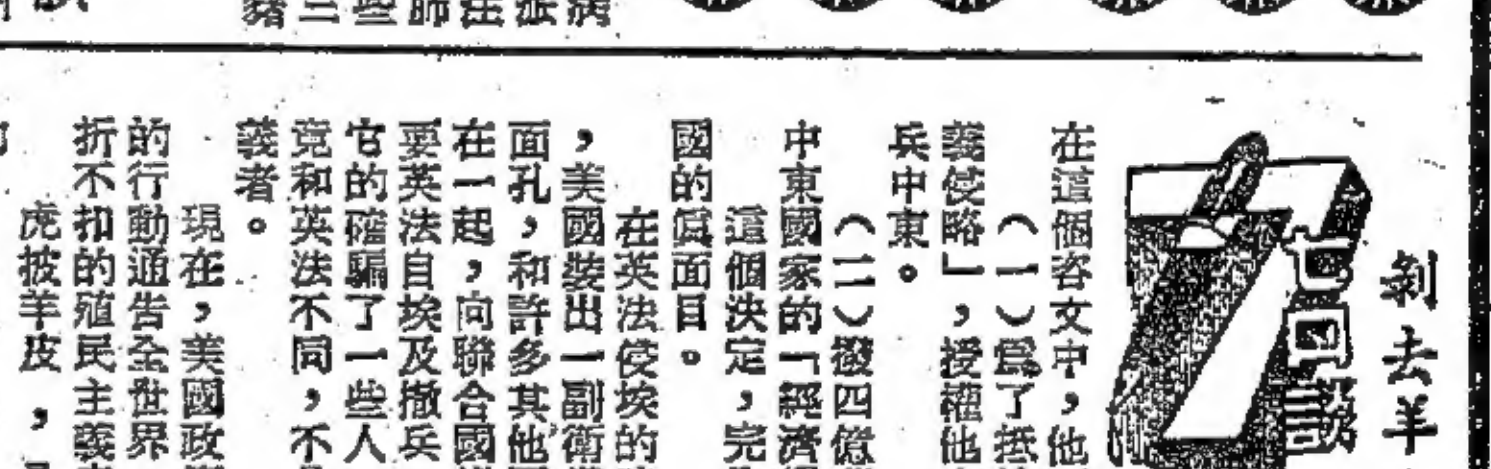 師
些
三
豬
剝去羊
在這個咨文中，他
（一）爲了抵
義侵略」，授權他
兵中東。
（二）撥四億
中東國家的「經濟
這個決定，完
國的眞面目。
在英法侵埃的
，美國裝出一副衛
面孔，和許多其他
在一起，向聯合國
要英法自埃及撤兵
它的確騙了一些人
竟和英法不同，不
義者。
現在，美國政
的行動通告全世界
折不扣的殖民主義
虎披羊皮，